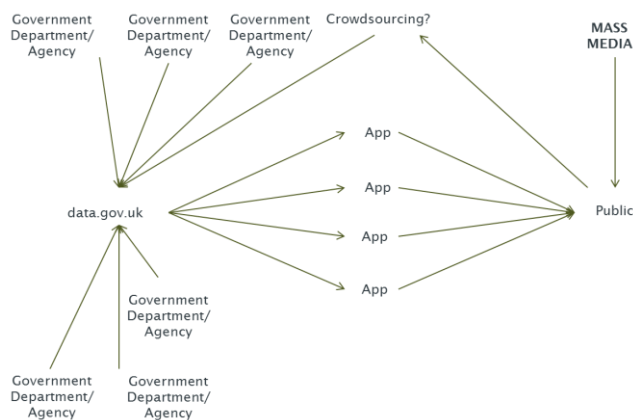 Government
Department/
Agency
Government
Department/
Agency
Government
Department/
Agency
Crowdsourcing?
MASS
MEDIA
App
App
data.gov.uk
Public
App
App
Government
Department/
Agency
Government
Department/
Agency
Government
Department/
Agency